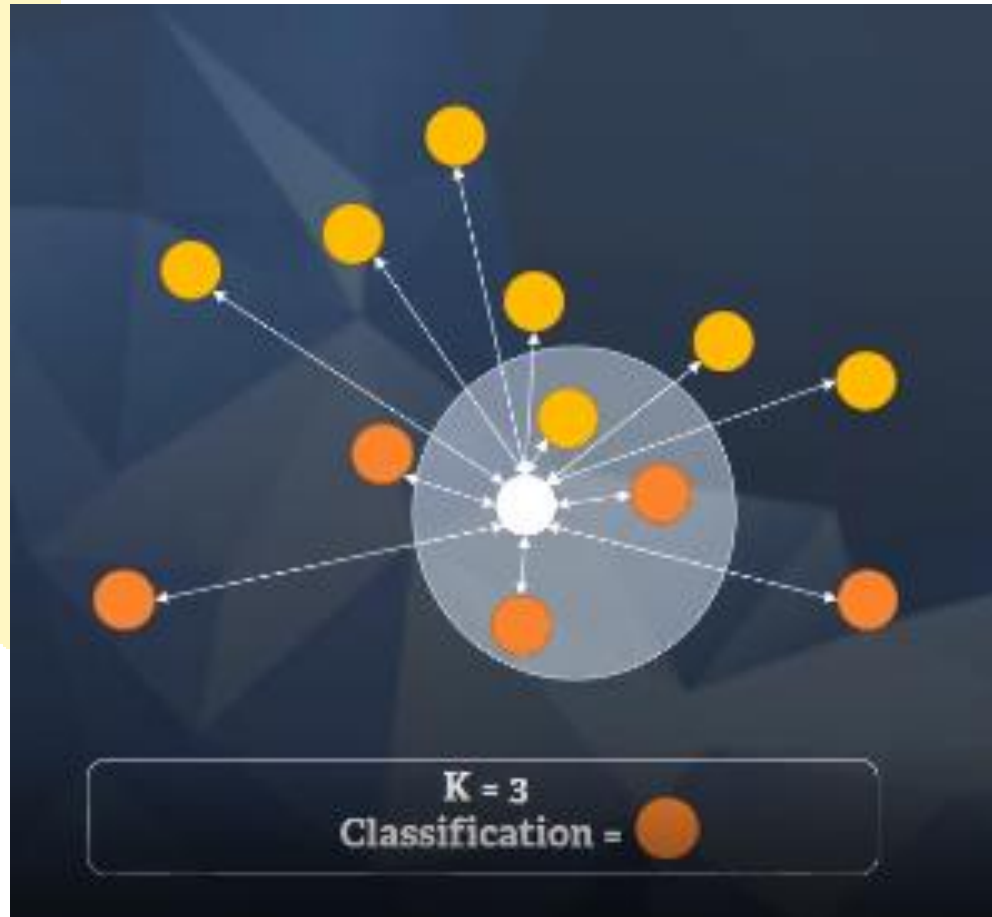 K = 3
Classification =